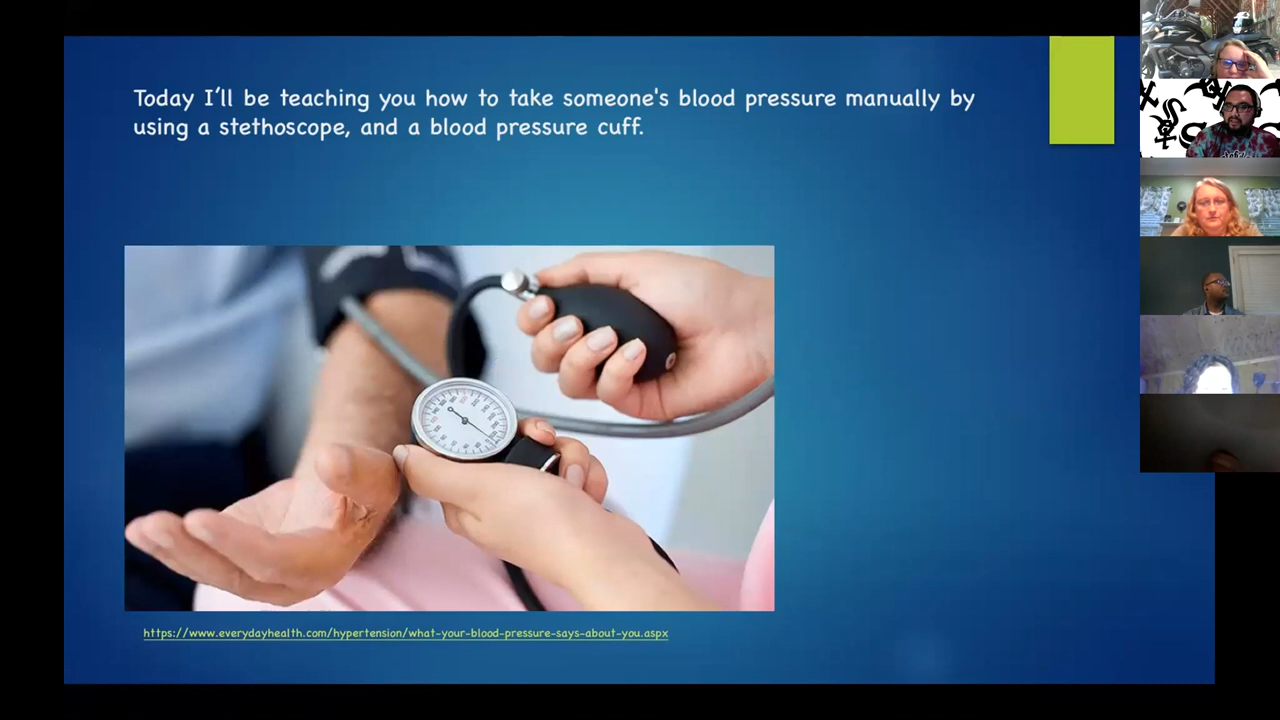 Today I'll be teaching you how to take someone's blood pressure manually by
using a stethoscope, and a blood pressure cuff.
https://www.everydayhealth.com/hypertension/what-your-blood-pressure-says-about-you.aspx